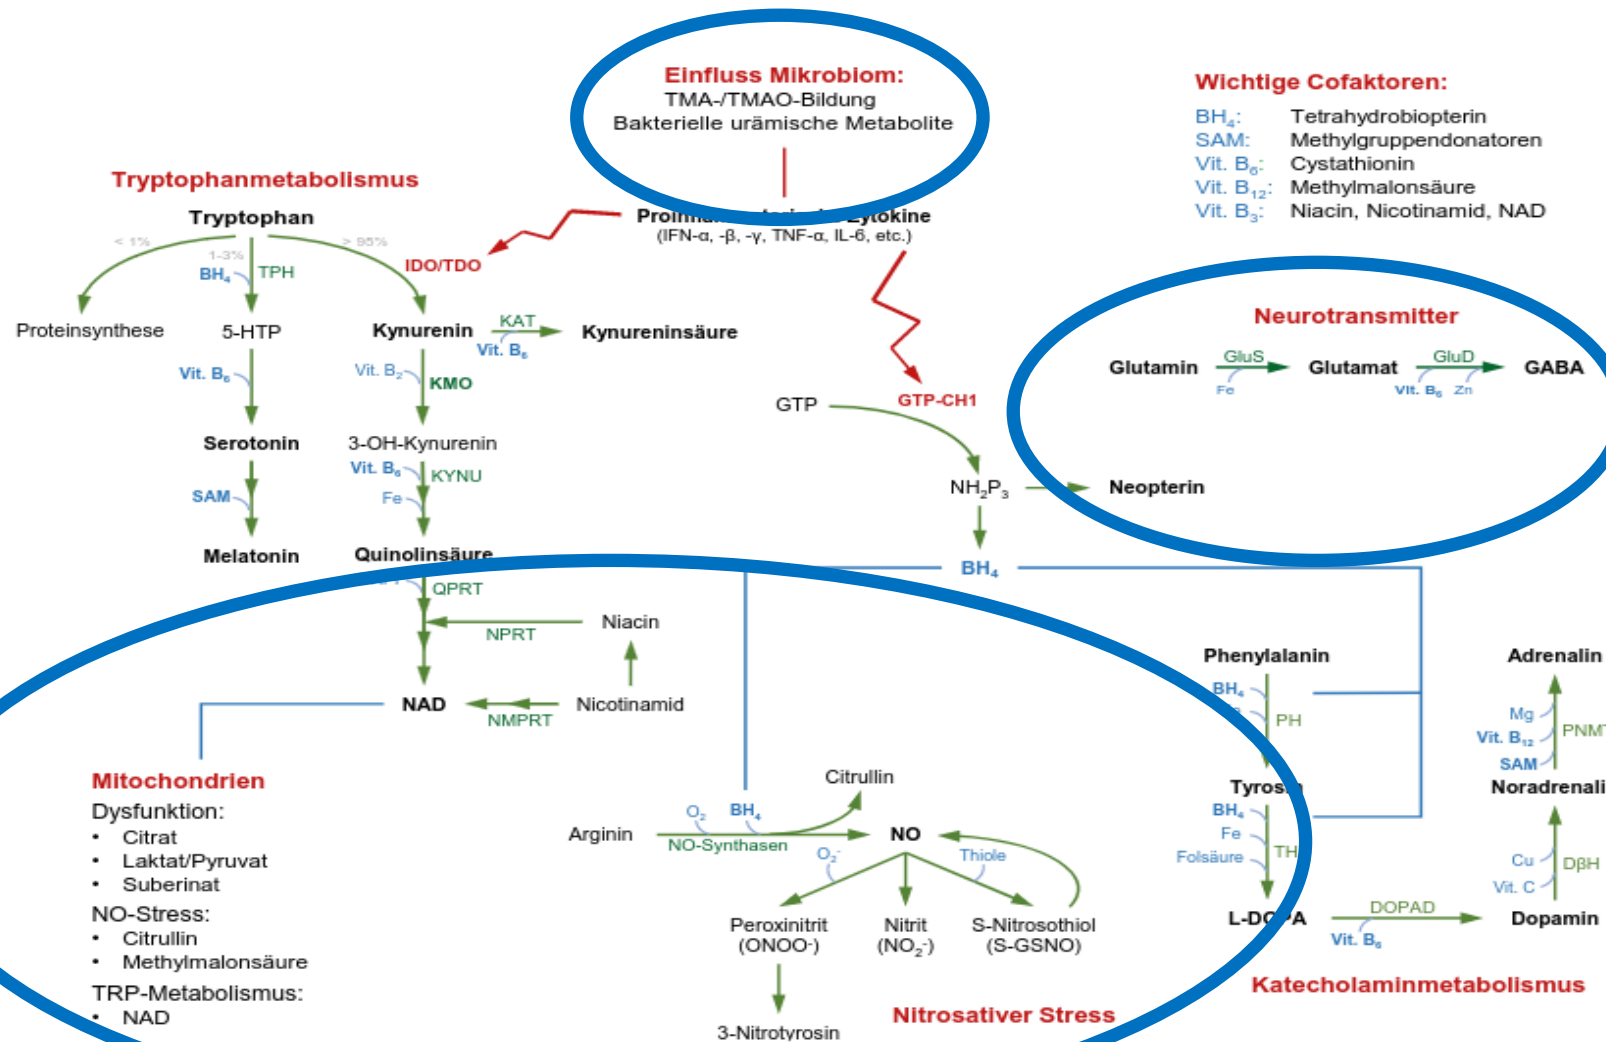 Einfluss Mikrobiom:
TMA-/TMAO-Bildung
Bakterielle urämische Metabolite
Wichtige Cofaktoren:
BH₄: Tetrahydrobiopterin
SAM: Methylgruppendonatoren
Vit. B₆: Cystathionin
Vit. B₁₂: Methylmalonsäure
Vit. B₃: Niacin, Nicotinamid, NAD
(IFN-α, -β, -γ, TNF-α, IL-6, etc.)
Tryptophanmetabolismus
Tryptophan
< 1%
1-3%
> 95%
BH₄
TPH
IDO/TDO
Proteinsynthese
5-HTP
Kynurenin
KAT
Vit. B₆
Kynureninsäure
Vit. B₆
Vit. B₂
KMO
Serotonin
3-OH-Kynurenin
Vit. B₆
KYNU
SAM
Fe
Melatonin
Quinolinsäure
QPRT
NPRT
Niacin
NAD
NMPRT
Nicotinamid
GTP
GTP-CH1
NH₂P₃
Neopterin
BH₄
Neurotransmitter
Glutamin
GluS
Fe
Glutamat
GluD
Vit. B₆
Zn
GABA
Mitochondrien
Dysfunktion:
• Citrat
• Laktat/Pyruvat
• Suberinat
NO-Stress:
• Citrullin
• Methylmalonsäure
TRP-Metabolismus:
• NAD
Citrullin
Arginin
O₂
BH₄
NO-Synthasen
NO
O₂⁻
Thiole
Peroxinitrit
(ONOO⁻)
Nitrit
(NO₂⁻)
S-Nitrosothiol
(S-GSNO)
3-Nitrotyrosin
Nitrosativer Stress
Phenylalanin
BH₄
PH
Tyrosin
BH₄
Fe
Folsäure
TH
L-DOPA
DOPAD
Vit. B₆
Dopamin
Cu
Vit. C
DβH
Noradrenali
Mg
Vit. B₁₂
SAM
PNMT
Adrenalin
Katecholaminmetabolismus